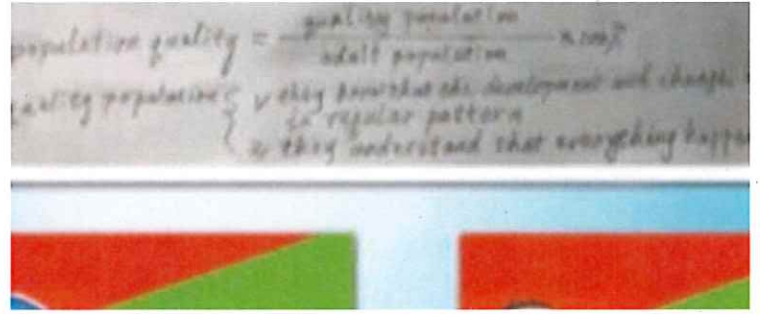 population quality = quality population / adult population × 100%
quality population { 1, they know that the development and change,
is regular pattern
2, they understand that everything happe